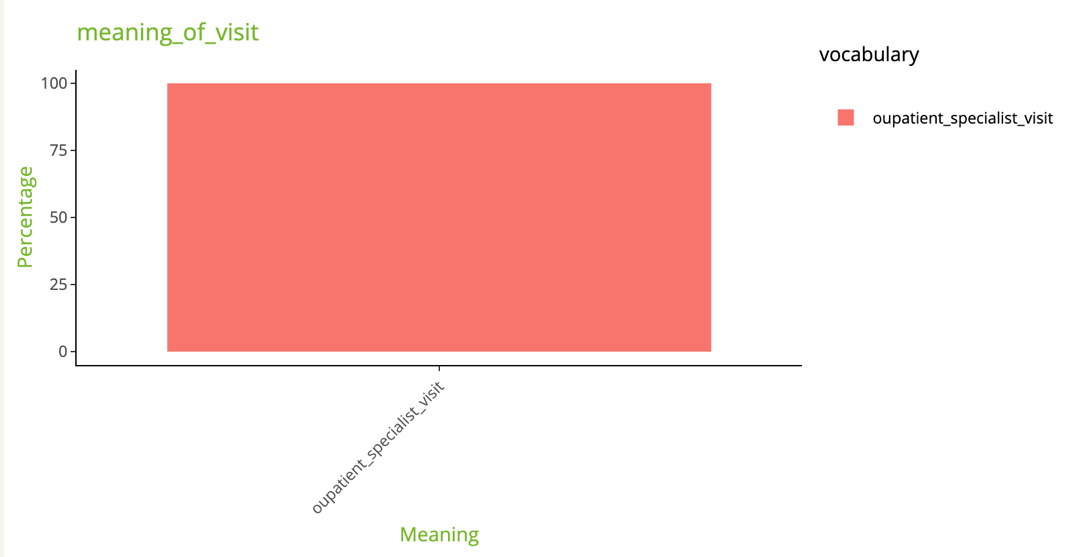 meaning_of_visit
vocabulary
oupatient_specialist_visit
Percentage
100
75
50
25
0
oupatient_specialist_visit
Meaning